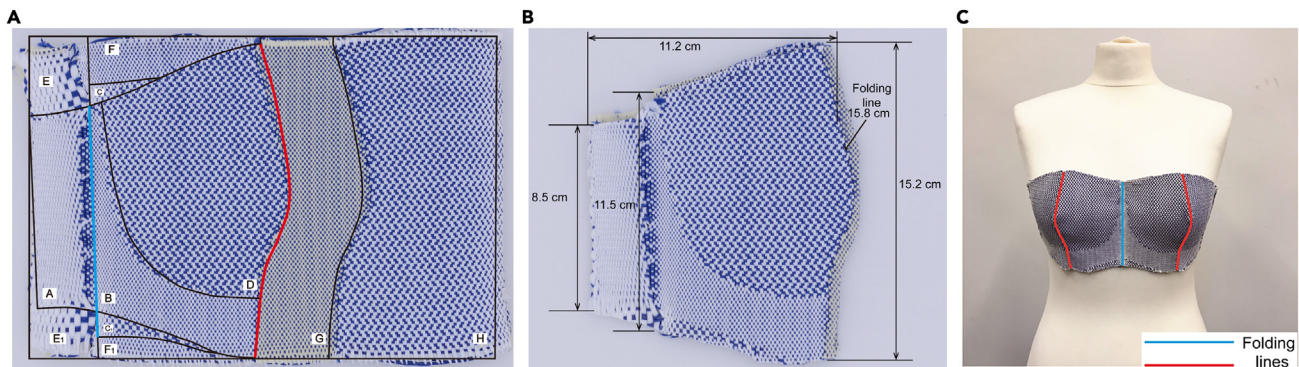 A
E
F
C
A
B
D
C
E1
F1
G
H
B
11.2 cm
Folding
line
15.8 cm
8.5 cm
11.5 cm
15.2 cm
C
Folding
lines